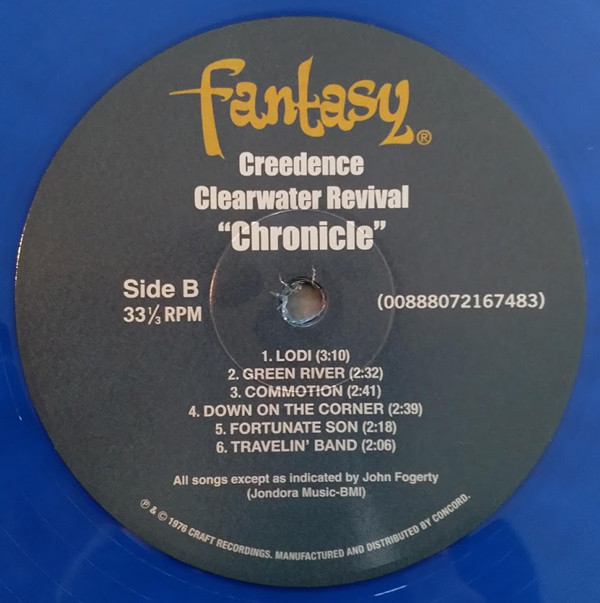 fantasy®
Creedence
Clearwater Revival
“Chronicle”
Side B
33⅓ RPM
(00888072167483)
1. LODI (3:10)
2. GREEN RIVER (2:32)
3. COMMOTION (2:41)
4. DOWN ON THE CORNER (2:39)
5. FORTUNATE SON (2:18)
6. TRAVELIN’ BAND (2:06)
All songs except as indicated by John Fogerty
(Jondora Music-BMI)
℗ & © 1976 CRAFT RECORDINGS. MANUFACTURED AND DISTRIBUTED BY CONCORD.